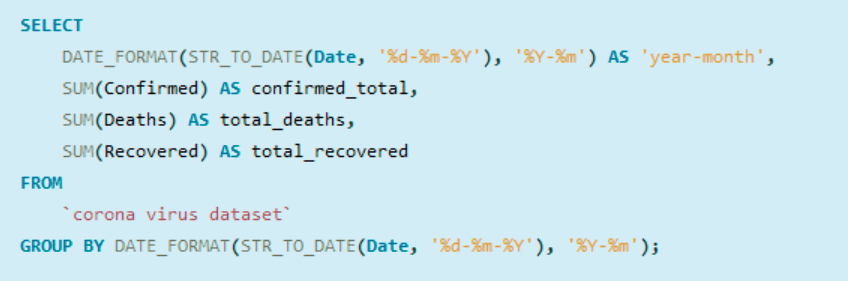 SELECT
DATE_FORMAT(STR_TO_DATE(Date, '%d-%m-%Y'), '%Y-%m') AS 'year-month',
SUM(Confirmed) AS confirmed_total,
SUM(Deaths) AS total_deaths,
SUM(Recovered) AS total_recovered
FROM
`corona virus dataset`
GROUP BY DATE_FORMAT(STR_TO_DATE(Date, '%d-%m-%Y'), '%Y-%m');